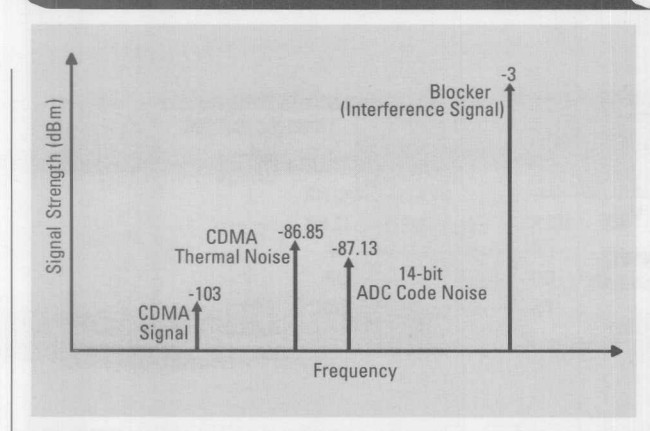 Signal Strength (dBm)
-3
Blocker
(Interference Signal)
CDMA
Thermal Noise
-86.85
-87.13
14-bit
ADC Code Noise
-103
CDMA
Signal
Frequency